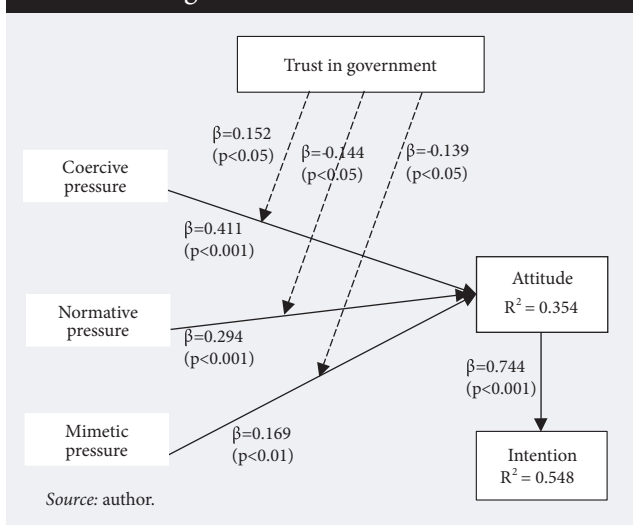 Trust in government
β=0.152
(p<0.05)
β=-0.144
(p<0.05)
β=-0.139
(p<0.05)
Coercive
pressure
β=0.411
(p<0.001)
Attitude
R² = 0.354
Normative
pressure
β=0.294
(p<0.001)
β=0.744
(p<0.001)
Mimetic
pressure
β=0.169
(p<0.01)
Intention
R² = 0.548
Source: author.